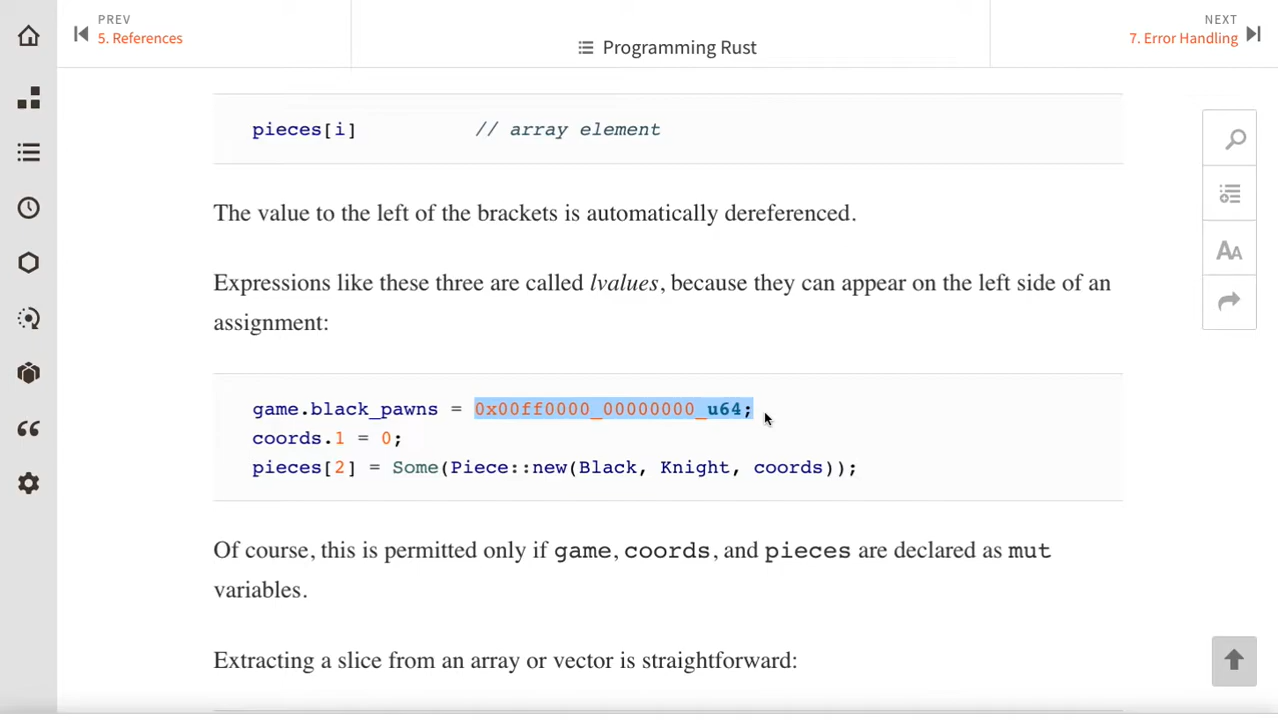 PREV
5. References
Programming Rust
NEXT
7. Error Handling
pieces[i]          // array element
The value to the left of the brackets is automatically dereferenced.
Expressions like these three are called lvalues, because they can appear on the left side of an
assignment:
game.black_pawns = 0x00ff0000_00000000_u64;
coords.1 = 0;
pieces[2] = Some(Piece::new(Black, Knight, coords));
Of course, this is permitted only if game, coords, and pieces are declared as mut
variables.
Extracting a slice from an array or vector is straightforward:
AA